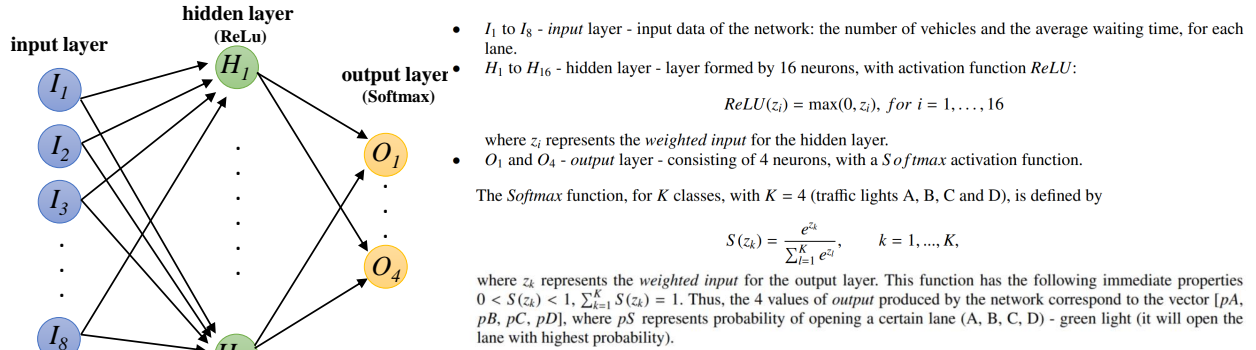 hidden layer
(ReLu)
input layer
output layer
(Softmax)
I1
I2
I3
I8
H1
H
O1
O4
• I1 to I8 - input layer - input data of the network: the number of vehicles and the average waiting time, for each
lane.
• H1 to H16 - hidden layer - layer formed by 16 neurons, with activation function ReLU:
ReLU(zi) = max(0, zi), for i = 1, . . . , 16
where zi represents the weighted input for the hidden layer.
• O1 and O4 - output layer - consisting of 4 neurons, with a Softmax activation function.
The Softmax function, for K classes, with K = 4 (traffic lights A, B, C and D), is defined by
S(zk) = e^{zk} / ∑_{l=1}^{K} e^{zl}, k = 1, ..., K,
where zk represents the weighted input for the output layer. This function has the following immediate properties
0 < S(zk) < 1, ∑_{k=1}^{K} S(zk) = 1. Thus, the 4 values of output produced by the network correspond to the vector [pA,
pB, pC, pD], where pS represents probability of opening a certain lane (A, B, C, D) - green light (it will open the
lane with highest probability).